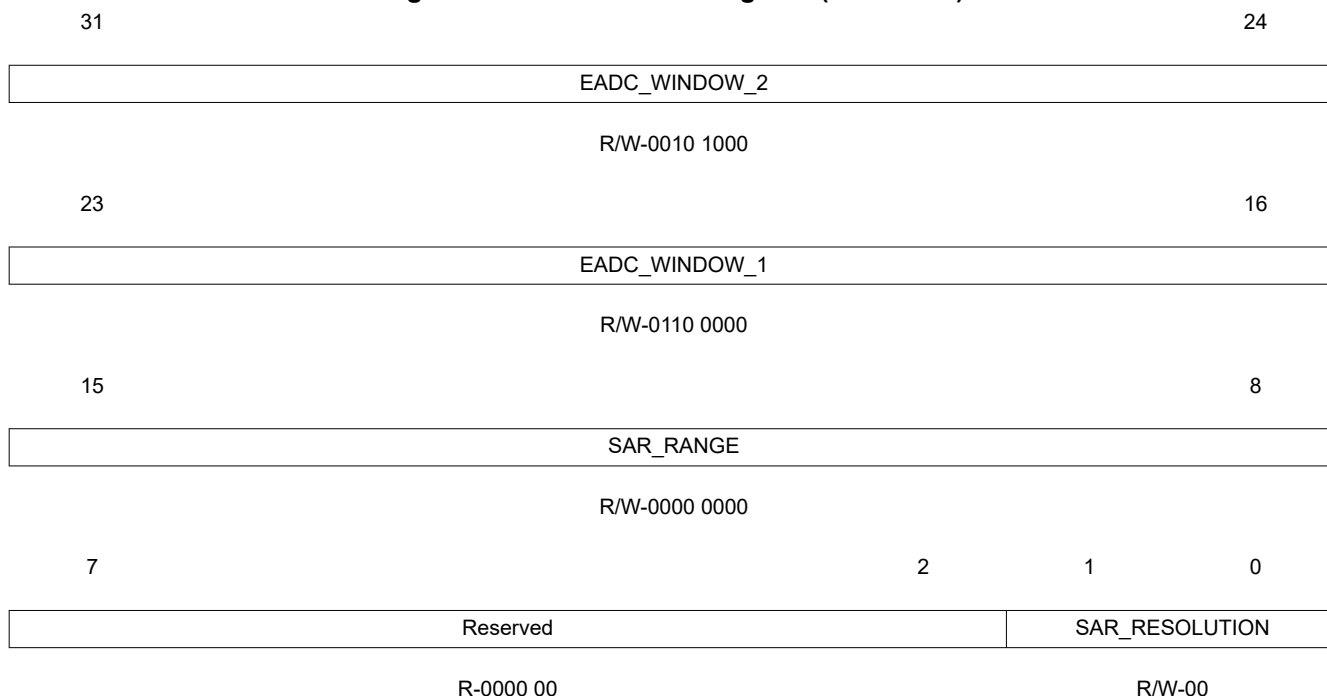 31 24
EADC_WINDOW_2
R/W-0010 1000
23 16
EADC_WINDOW_1
R/W-0110 0000
15 8
SAR_RANGE
R/W-0000 0000
7 2 1 0
Reserved SAR_RESOLUTION
R-0000 00 R/W-00